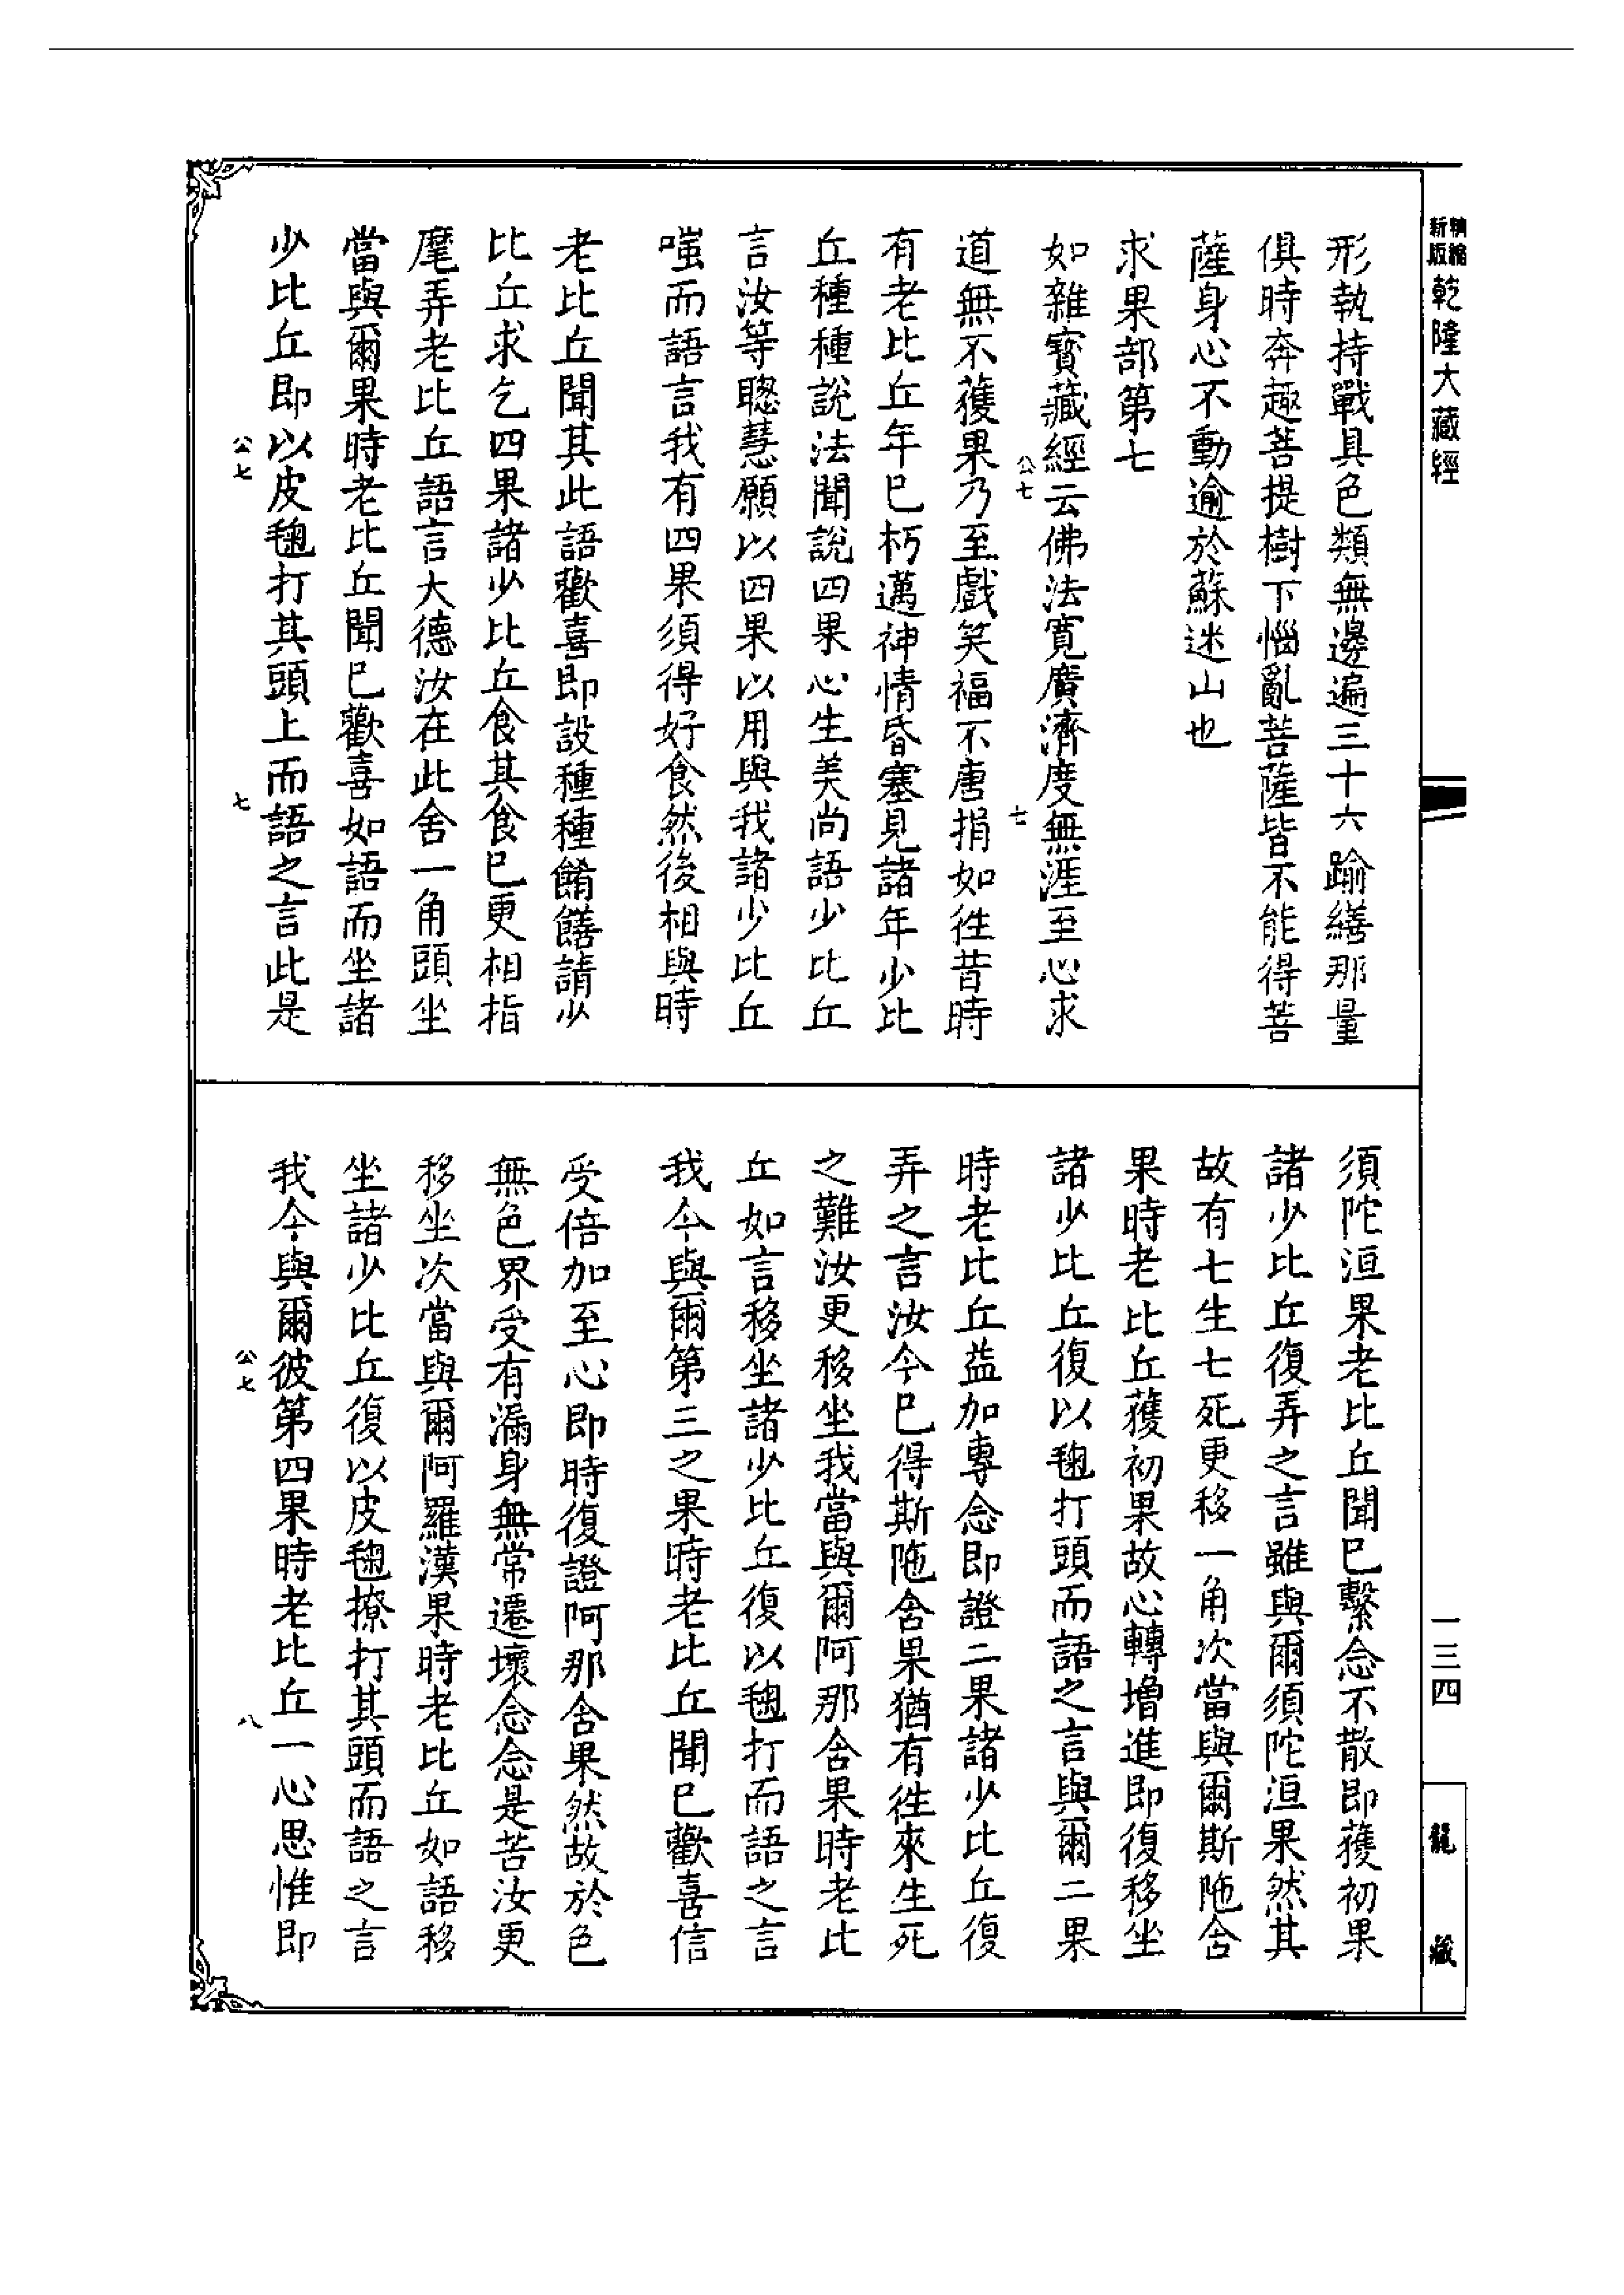 新版
精縮
乾隆大藏經
一三四
龍藏
形執持戰具色類無邊遍三十六踰繕那量
俱時奔趣菩提樹下惱亂菩薩皆不能得菩
薩身心不動逾於蘇迷山也
求果部第七
如雜寶藏經云佛法寬廣濟度無涯至心求
公七
七
道無不獲果乃至戲笑福不唐捐如往昔時
有老比丘年巳朽邁神情昏塞見諸年少比
丘種種說法聞說四果心生美尚語少比丘
言汝等聰慧願以四果以用與我諸少比丘
嗤而語言我有四果須得好食然後相與時
老比丘聞其此語歡喜即設種種餚饍請少
比丘求乞四果諸少比丘食其食巳更相指
麾弄老比丘語言大德汝在此舍一角頭坐
當與爾果時老比丘聞巳歡喜如語而坐諸
少比丘即以皮毱打其頭上而語之言此是
公七
七
須陀洹果老比丘聞巳繫念不散即獲初果
諸少比丘復弄之言雖與爾須陀洹果然其
故有七生七死更移一角次當與爾斯陁含
果時老比丘獲初果故心轉增進即復移坐
諸少比丘復以毱打頭而語之言與爾二果
時老比丘益加專念即證二果諸少比丘復
弄之言汝今巳得斯陁含果猶有往來生死
之難汝更移坐我當與爾阿那含果時老比
丘如言移坐諸少比丘復以毱打而語之言
我今與爾第三之果時老比丘聞巳歡喜信
受倍加至心即時復證阿那含果然故於色
無色界受有漏身無常遷壞念念是苦汝更
移坐次當與爾阿羅漢果時老比丘如語移
坐諸少比丘復以皮毱撩打其頭而語之言
我今與爾彼第四果時老比丘一心思惟即
公七
八